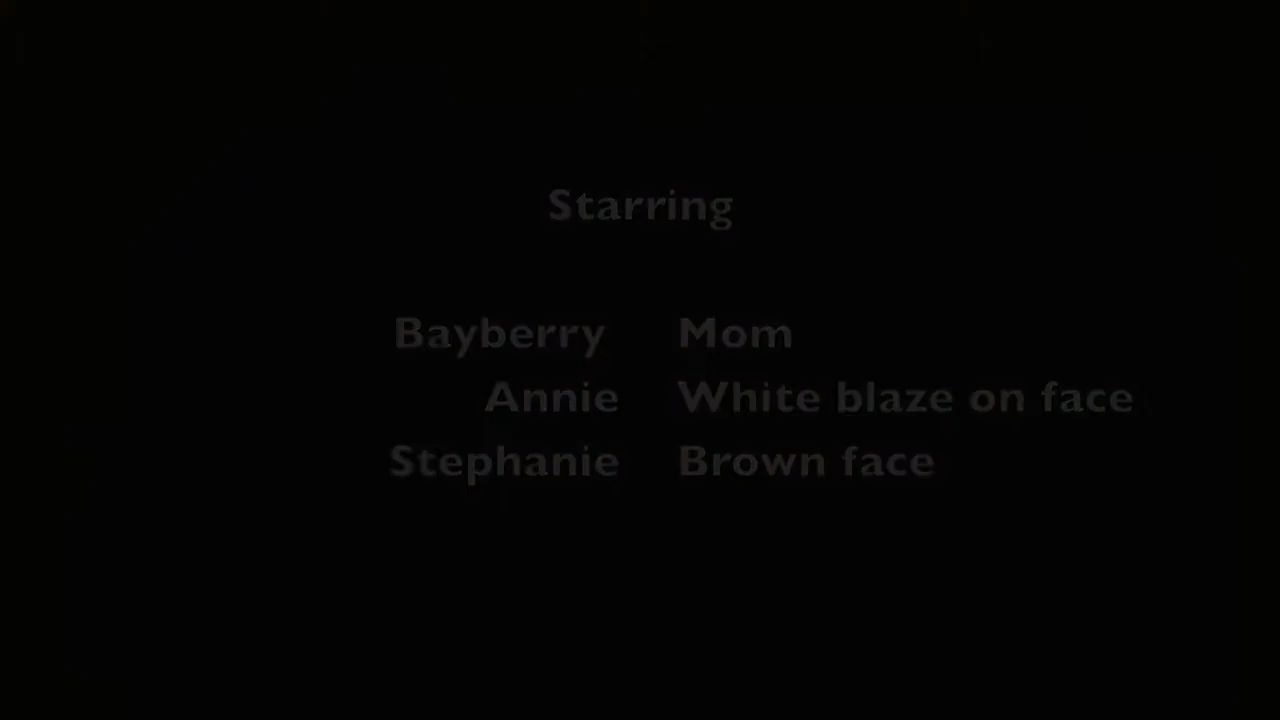 Starring
Bayberry Mom
Annie White blaze on face
Stephanie Brown face